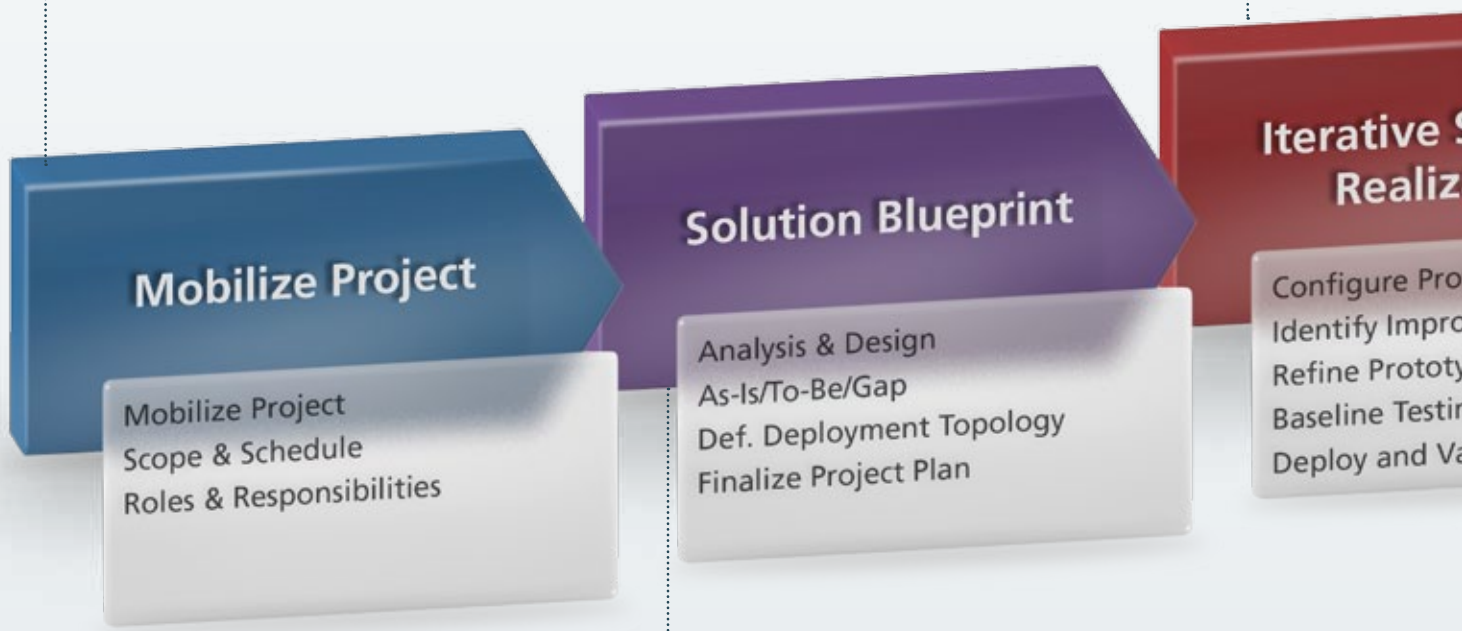 Mobilize Project
Mobilize Project
Scope & Schedule
Roles & Responsibilities
Solution Blueprint
Analysis & Design
As-Is/To-Be/Gap
Def. Deployment Topology
Finalize Project Plan
Iterative
Configure
Identify
Refine
Baseline
Deploy and